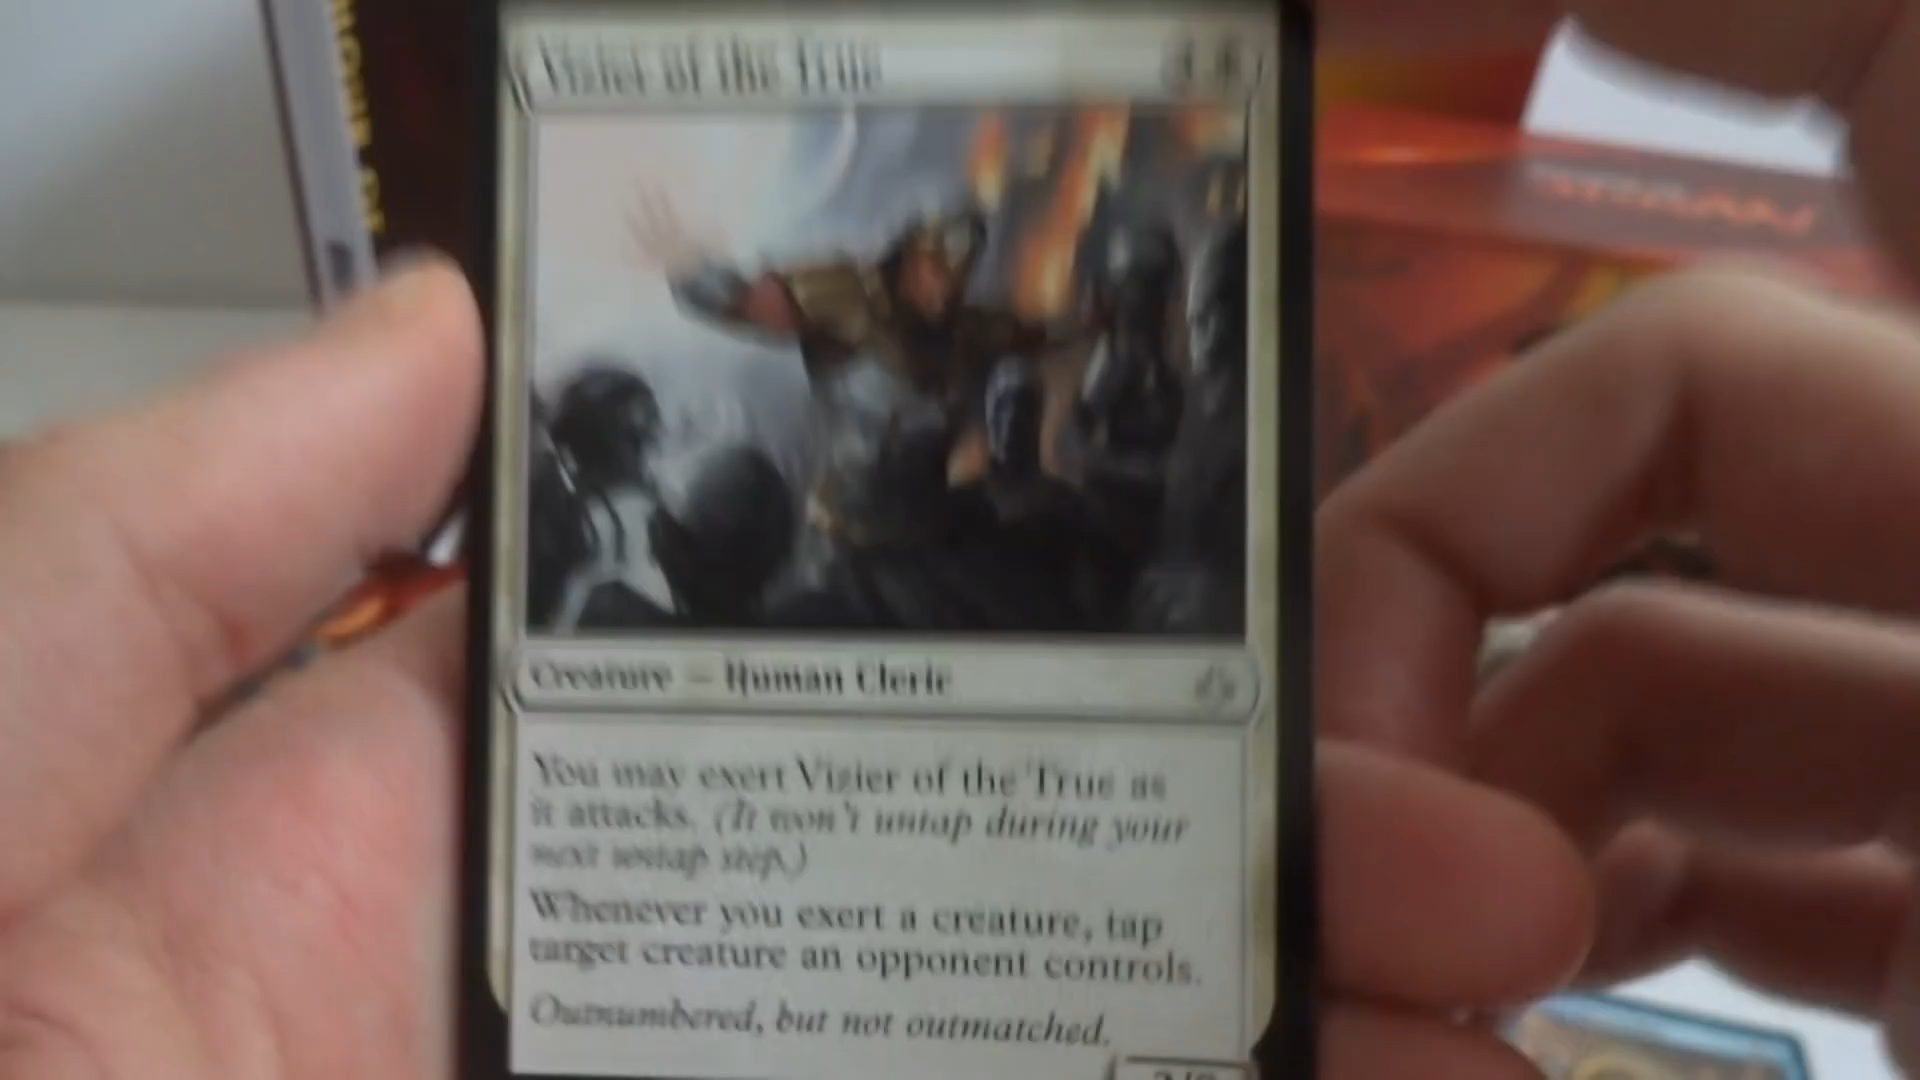 Vizier of the True
Creature — Human Cleric
You may exert Vizier of the True as
it attacks. (It won't untap during your
next untap step.)
Whenever you exert a creature, tap
target creature an opponent controls.
Outnumbered, but not outmatched.